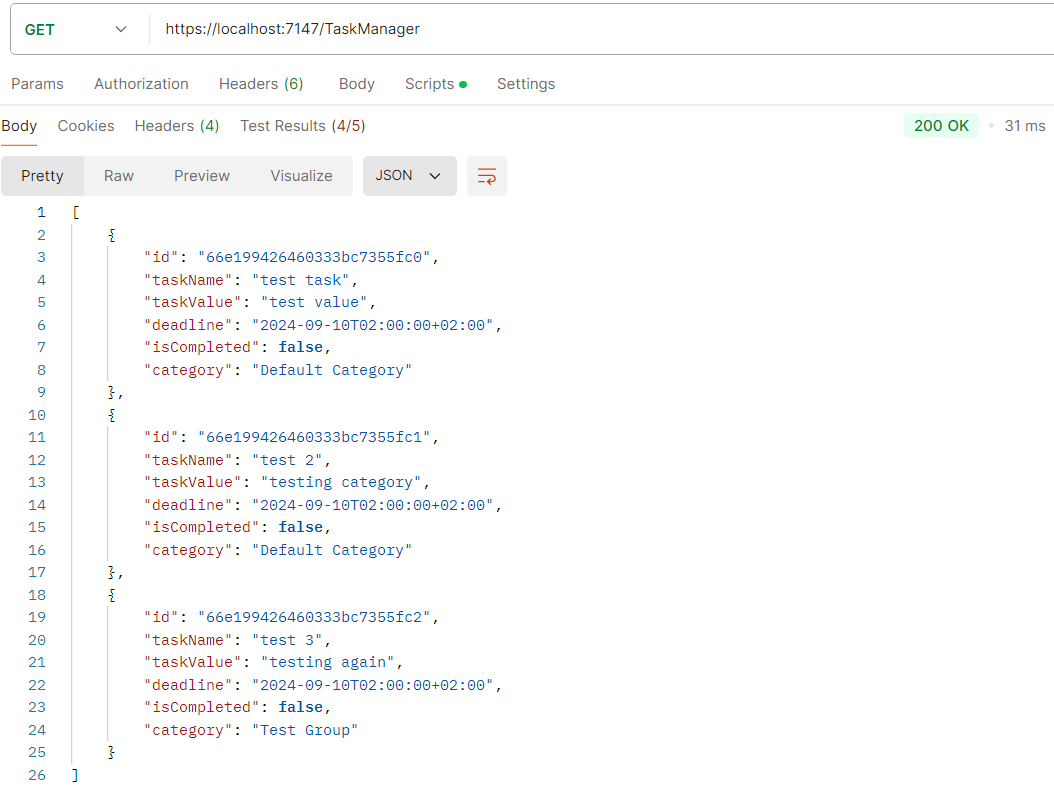 GET https://localhost:7147/TaskManager
Params Authorization Headers (6) Body Scripts Settings
Body Cookies Headers (4) Test Results (4/5) 200 OK 31 ms
Pretty Raw Preview Visualize JSON
1 [
2 {
3 "id": "66e199426460333bc7355fc0",
4 "taskName": "test task",
5 "taskValue": "test value",
6 "deadline": "2024-09-10T02:00:00+02:00",
7 "isCompleted": false,
8 "category": "Default Category"
9 },
10 {
11 "id": "66e199426460333bc7355fc1",
12 "taskName": "test 2",
13 "taskValue": "testing category",
14 "deadline": "2024-09-10T02:00:00+02:00",
15 "isCompleted": false,
16 "category": "Default Category"
17 },
18 {
19 "id": "66e199426460333bc7355fc2",
20 "taskName": "test 3",
21 "taskValue": "testing again",
22 "deadline": "2024-09-10T02:00:00+02:00",
23 "isCompleted": false,
24 "category": "Test Group"
25 }
26 ]